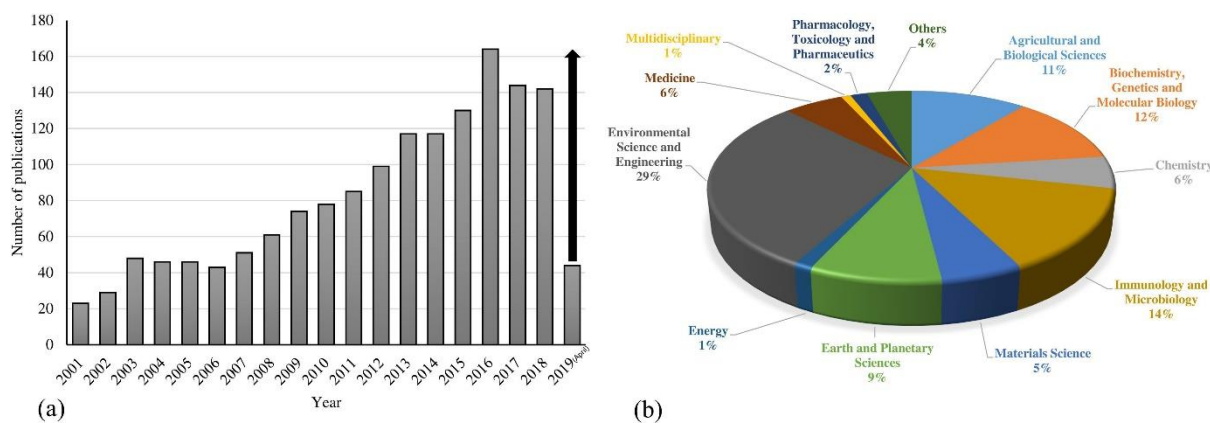 180
160
140
120
100
80
60
40
20
0
Number of publications
2001
2002
2003
2004
2005
2006
2007
2008
2009
2010
2011
2012
2013
2014
2015
2016
2017
2018
2019(April)
Year
(a)
Multidisciplinary
1%
Pharmacology,
Toxicology and
Pharmaceutics
2%
Others
4%
Agricultural and
Biological Sciences
11%
Biochemistry,
Genetics and
Molecular Biology
12%
Medicine
6%
Environmental
Science and
Engineering
29%
Chemistry
6%
Immunology and
Microbiology
14%
Energy
1%
Earth and Planetary
Sciences
9%
Materials Science
5%
(b)